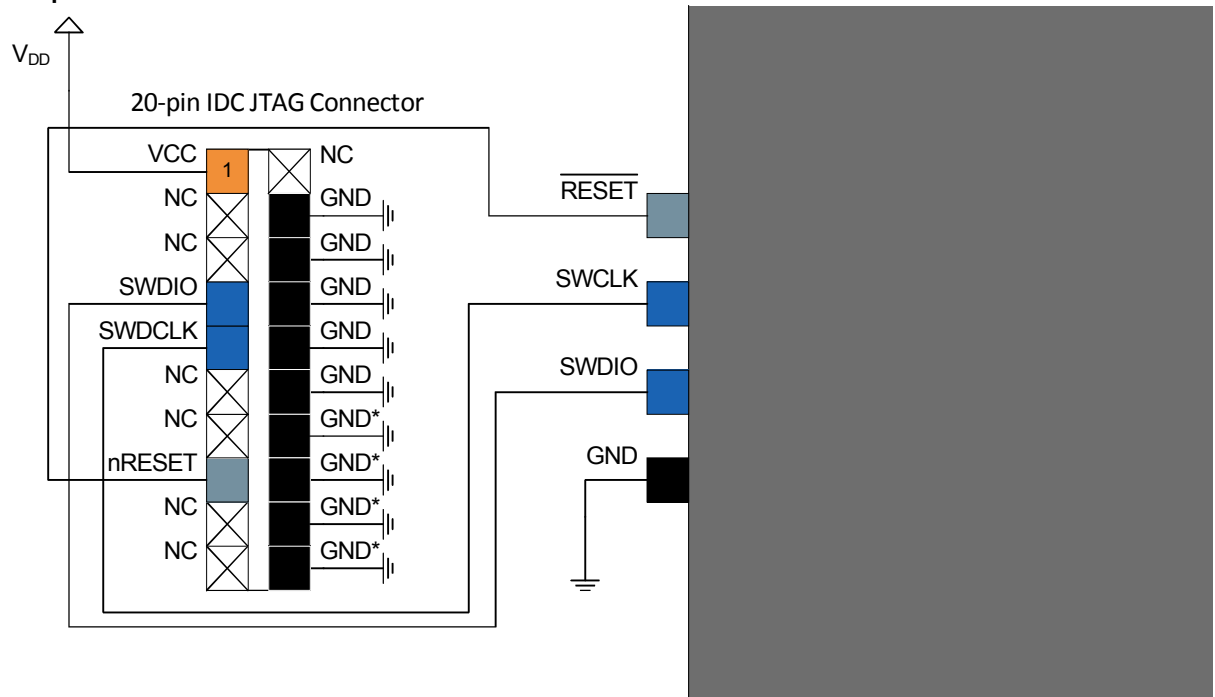 V_DD
20-pin IDC JTAG Connector
VCC
1
NC
NC
GND
NC
GND
SWDIO
GND
SWDCLK
GND
NC
GND
NC
GND*
nRESET
GND*
NC
GND*
NC
GND*
RESET
SWCLK
SWDIO
GND